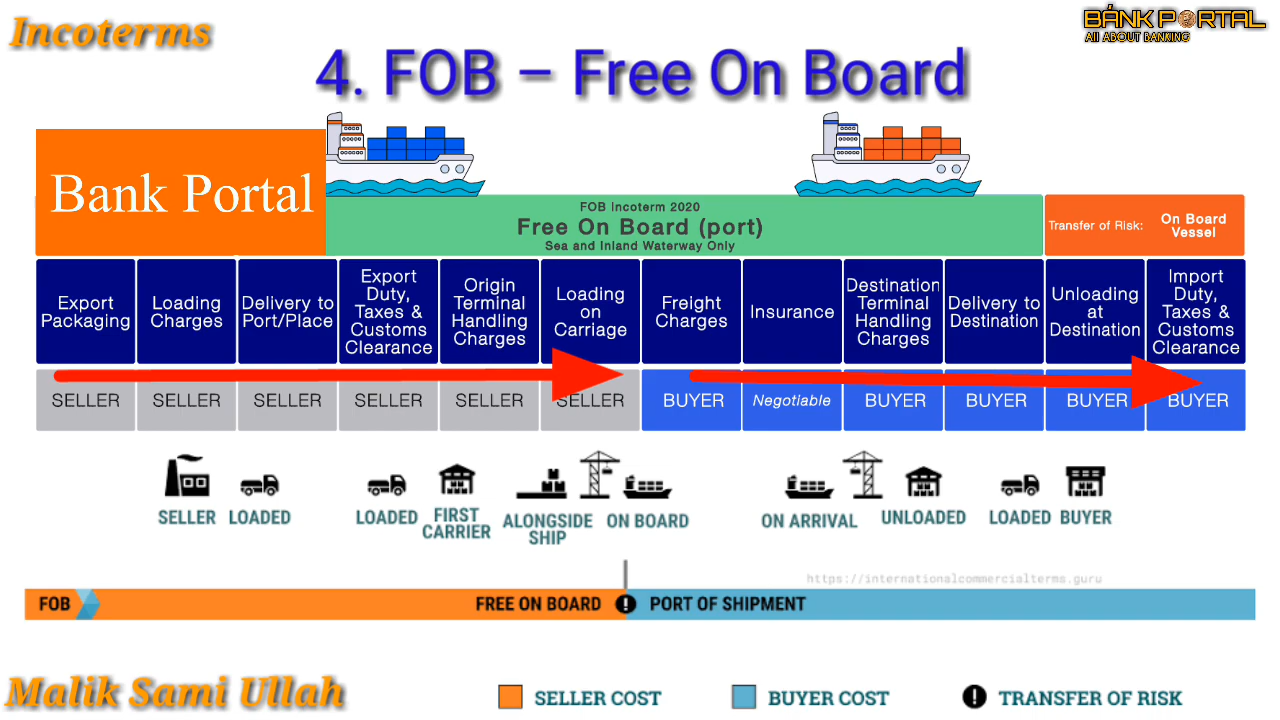 Incoterms
BÁNK PORTAL
All ABOUT BANKING
4. FOB – Free On Board
Bank Portal
FOB Incoterm 2020
Free On Board (port)
Sea and Inland Waterway Only
Transfer of Risk:
On Board
Vessel
Export
Packaging
Loading
Charges
Delivery to
Port/Place
Export
Duty,
Taxes &
Customs
Clearance
Origin
Terminal
Handling
Charges
Loading
on
Carriage
Freight
Charges
Insurance
Destination
Terminal
Handling
Charges
Delivery to
Destination
Unloading
at
Destination
Import
Duty,
Taxes &
Customs
Clearance
SELLER
SELLER
SELLER
SELLER
SELLER
SELLER
BUYER
Negotiable
BUYER
BUYER
BUYER
BUYER
SELLER
LOADED
LOADED
FIRST
CARRIER
ALONGSIDE
SHIP
ON BOARD
ON ARRIVAL
UNLOADED
LOADED
BUYER
https://internationalcommercialterms.guru
FOB
FREE ON BOARD
PORT OF SHIPMENT
Malik Sami Ullah
SELLER COST
BUYER COST
TRANSFER OF RISK